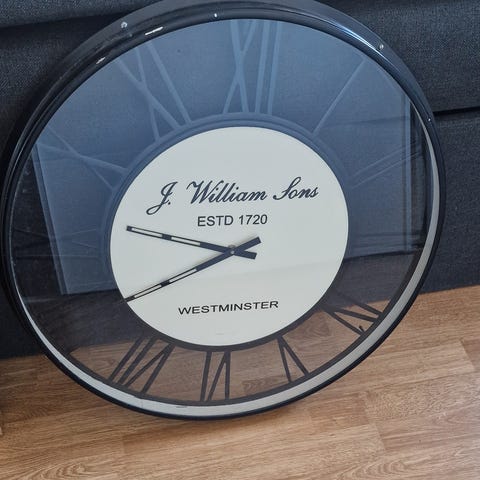 J. William Sons
ESTD 1720
WESTMINSTER